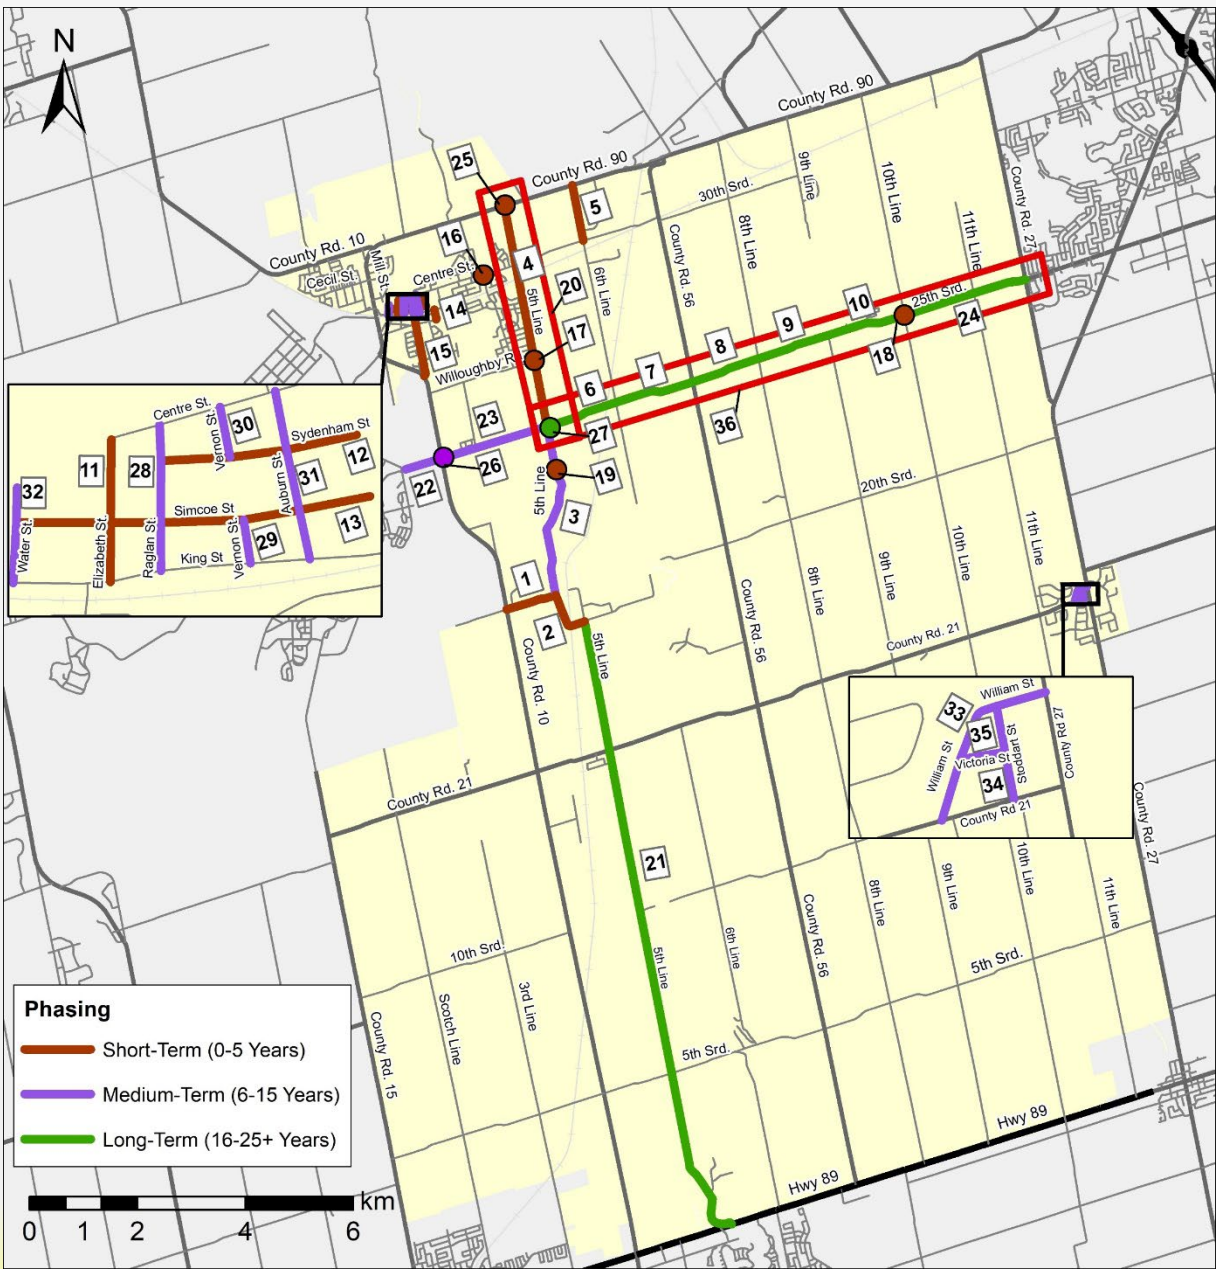 N
County Rd. 90
25
County Rd. 90
9th Line
10th Line
County Rd. 27
30th Srd.
5
16
County Rd. 10
Mill St.
Cecil St.
Centre St.
4
20
6th Line
County Rd. 56
8th Line
11th Line
5th Line
14
17
15
Willoughby R
10
25th Srd.
9
8
7
6
24
18
36
23
27
26
22
19
5th Line
3
20th Srd.
Centre St.
Vernon St.
30
Sydenham St
11
28
12
32
31
Auburn St.
Simcoe St
13
Water St.
Elizabeth St.
Raglan St.
Vernon St.
29
King St
1
2
County Rd. 10
5th Line
County Rd. 56
8th Line
9th Line
10th Line
11th Line
County Rd. 21
William St
33
35
Stoddart St
County Rd 27
William St
Victoria St
34
County Rd 21
County Rd. 27
County Rd. 21
21
8th Line
9th Line
10th Line
11th Line
10th Srd.
5th Line
6th Line
County Rd. 56
5th Srd.
Scotch Line
3rd Line
County Rd. 15
5th Srd.
Hwy 89
Hwy 89
Phasing
Short-Term (0-5 Years)
Medium-Term (6-15 Years)
Long-Term (16-25+ Years)
km
0 1 2 4 6